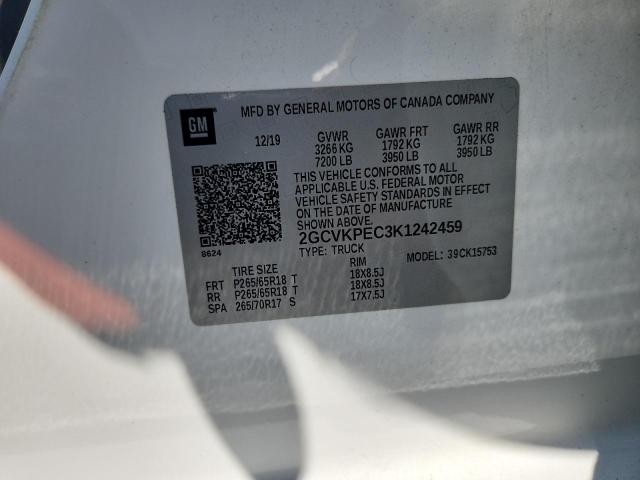 GM
MFD BY GENERAL MOTORS OF CANADA COMPANY
12/19
GVWR
3266 KG
7200 LB
GAWR FRT
1792 KG
3950 LB
GAWR RR
1792 KG
3950 LB
THIS VEHICLE CONFORMS TO ALL
APPLICABLE U.S. FEDERAL MOTOR
VEHICLE SAFETY STANDARDS IN EFFECT
ON THE DATE OF MANUFACTURE
SHOWN ABOVE.
2GCVKPEC3K1242459
TYPE: TRUCK
MODEL: 39CK15753
8624
TIRE SIZE RIM
FRT P265/65R18 T 18X8.5J
RR P265/65R18 T 18X8.5J
SPA 265/70R17 S 17X7.5J